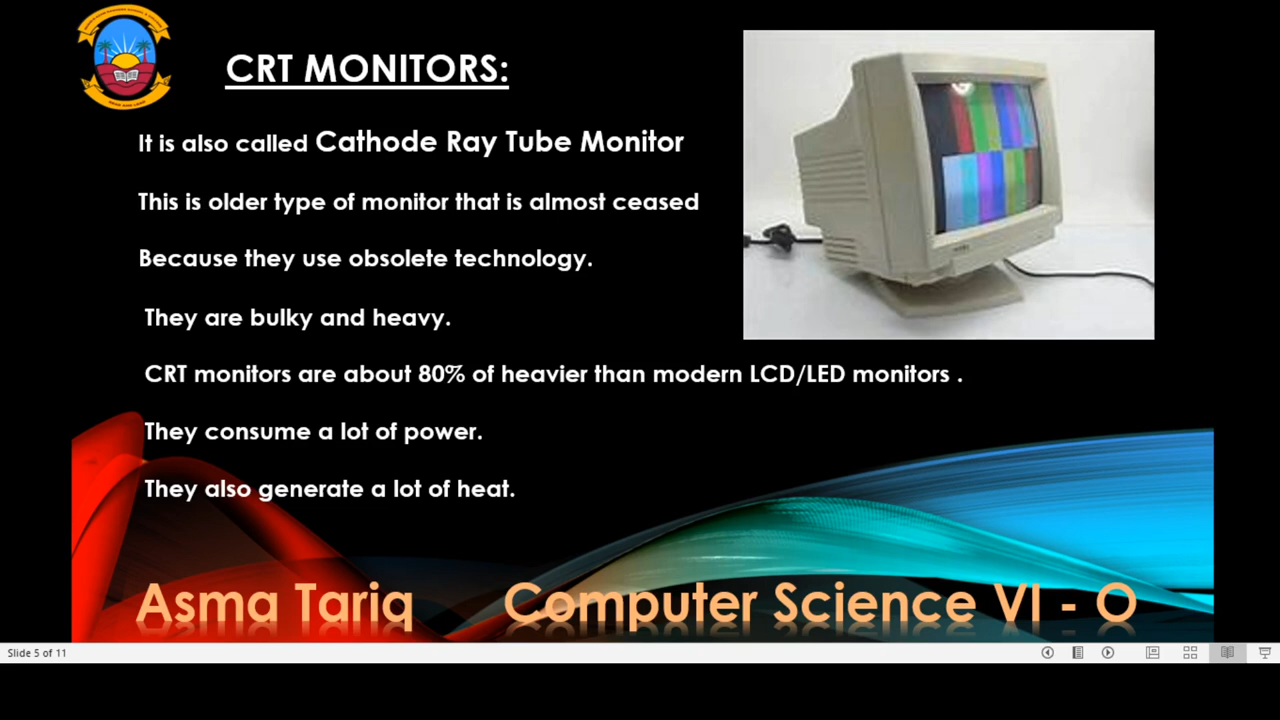 CRT MONITORS:
It is also called Cathode Ray Tube Monitor
This is older type of monitor that is almost ceased
Because they use obsolete technology.
They are bulky and heavy.
CRT monitors are about 80% of heavier than modern LCD/LED monitors .
They consume a lot of power.
They also generate a lot of heat.
Asma Tariq Computer Science VI - O
Slide 5 of 11